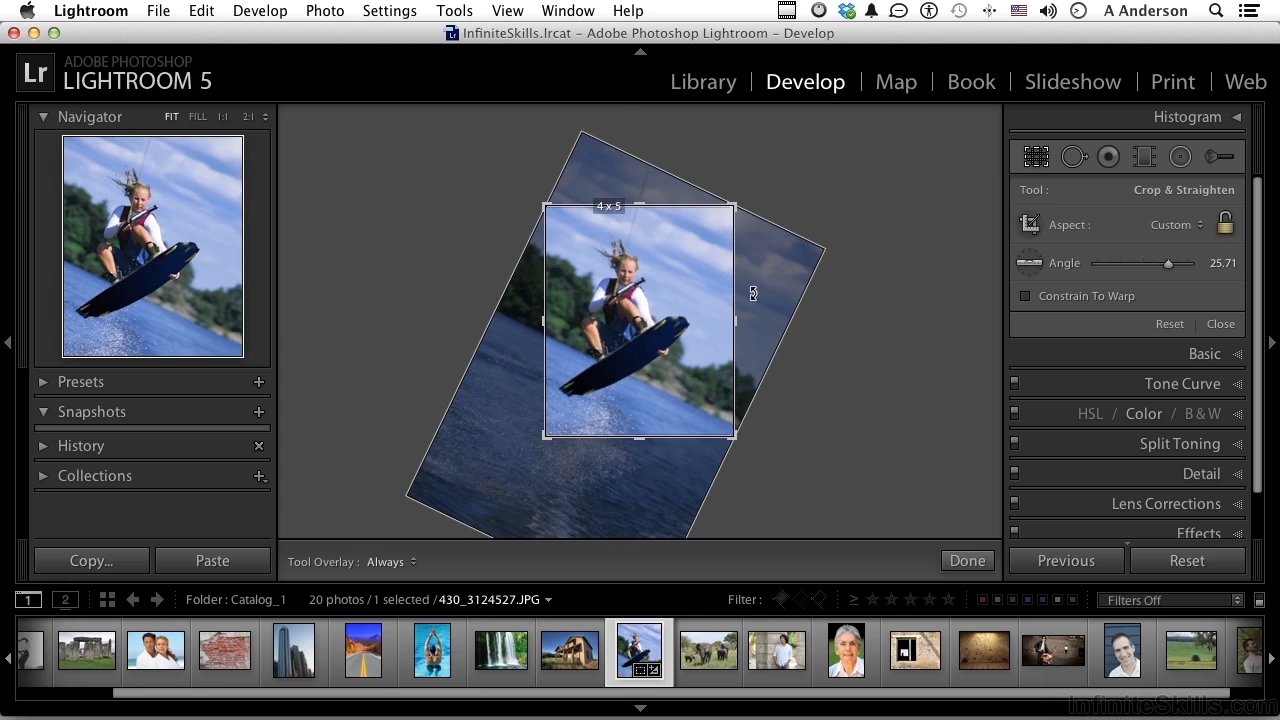 Lightroom File Edit Develop Photo Settings Tools View Window Help A Anderson
InfiniteSkills.lrcat – Adobe Photoshop Lightroom – Develop
Lr ADOBE PHOTOSHOP
LIGHTROOM 5
Library Develop Map Book Slideshow Print Web
Navigator FIT FILL 1:1 2:1
Histogram
Tool : Crop & Straighten
4 x 5
Aspect : Custom
Angle 25.71
Constrain To Warp
Reset Close
Basic
Presets
Tone Curve
Snapshots
HSL / Color / B & W
History
Split Toning
Collections
Detail
Lens Corrections
Effects
Copy... Paste
Tool Overlay : Always
Done
Previous Reset
1 2 Folder : Catalog_1 20 photos / 1 selected / 430_3124527.JPG Filter : Filters Off
InfiniteSkills.com